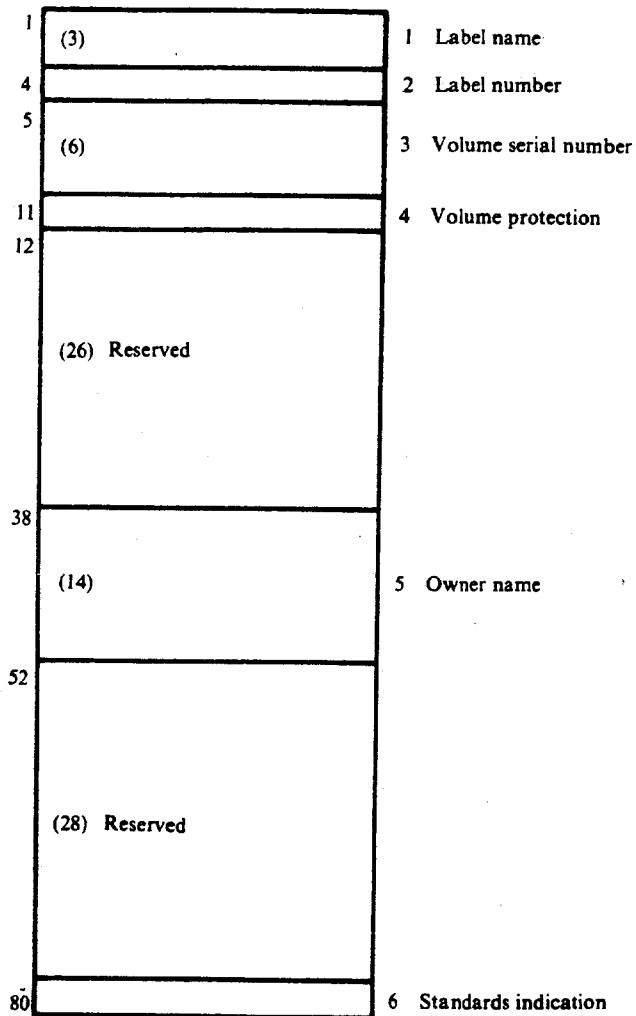 1 (3) 1 Label name
4 2 Label number
5
(6) 3 Volume serial number
11 4 Volume protection
12
(26) Reserved
38
(14) 5 Owner name
52
(28) Reserved
80 6 Standards indication